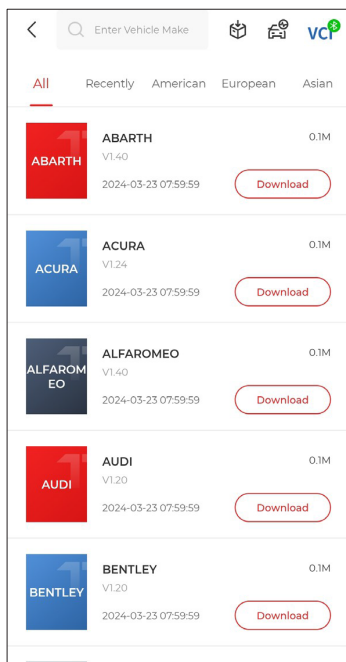 Enter Vehicle Make
VCI
All Recently American European Asian
ABARTH
ABARTH 0.1M
V1.40
2024-03-23 07:59:59 Download
ACURA
ACURA 0.1M
V1.24
2024-03-23 07:59:59 Download
ALFAROM
EO
ALFAROMEO 0.1M
V1.40
2024-03-23 07:59:59 Download
AUDI
AUDI 0.1M
V1.20
2024-03-23 07:59:59 Download
BENTLEY
BENTLEY 0.1M
V1.20
2024-03-23 07:59:59 Download